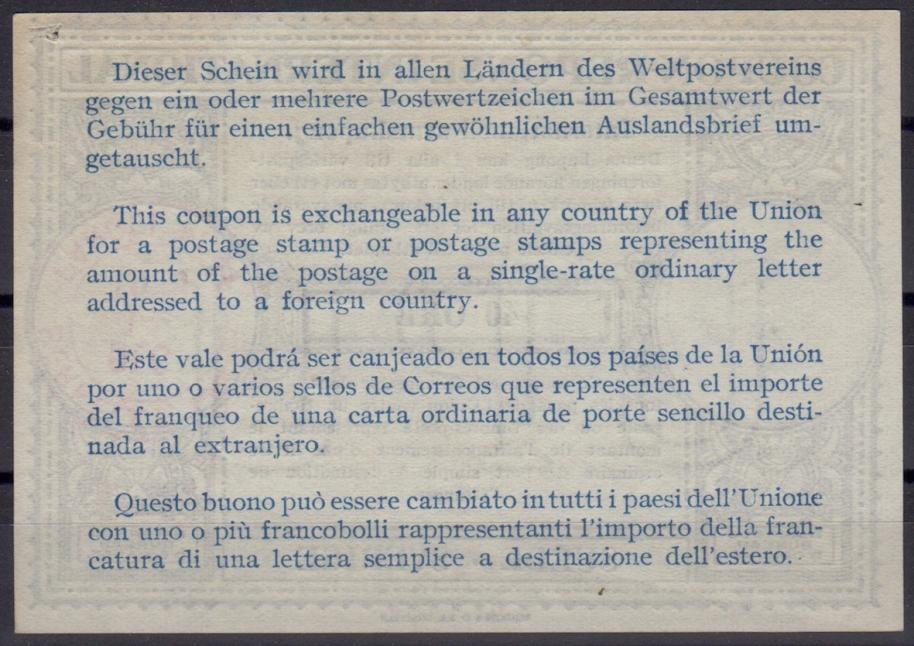 Dieser Schein wird in allen Ländern des Weltpostvereins
gegen ein oder mehrere Postwertzeichen im Gesamtwert der
Gebühr für einen einfachen gewöhnlichen Auslandsbrief um-
getauscht.
This coupon is exchangeable in any country of the Union
for a postage stamp or postage stamps representing the
amount of the postage on a single-rate ordinary letter
addressed to a foreign country.
Este vale podrá ser canjeado en todos los países de la Unión
por uno o varios sellos de Correos que representen el importe
del franqueo de una carta ordinaria de porte sencillo desti-
nada al extranjero.
Questo buono può essere cambiato in tutti i paesi dell'Unione
con uno o più francobolli rappresentanti l'importo della fran-
catura di una lettera semplice a destinazione dell'estero.